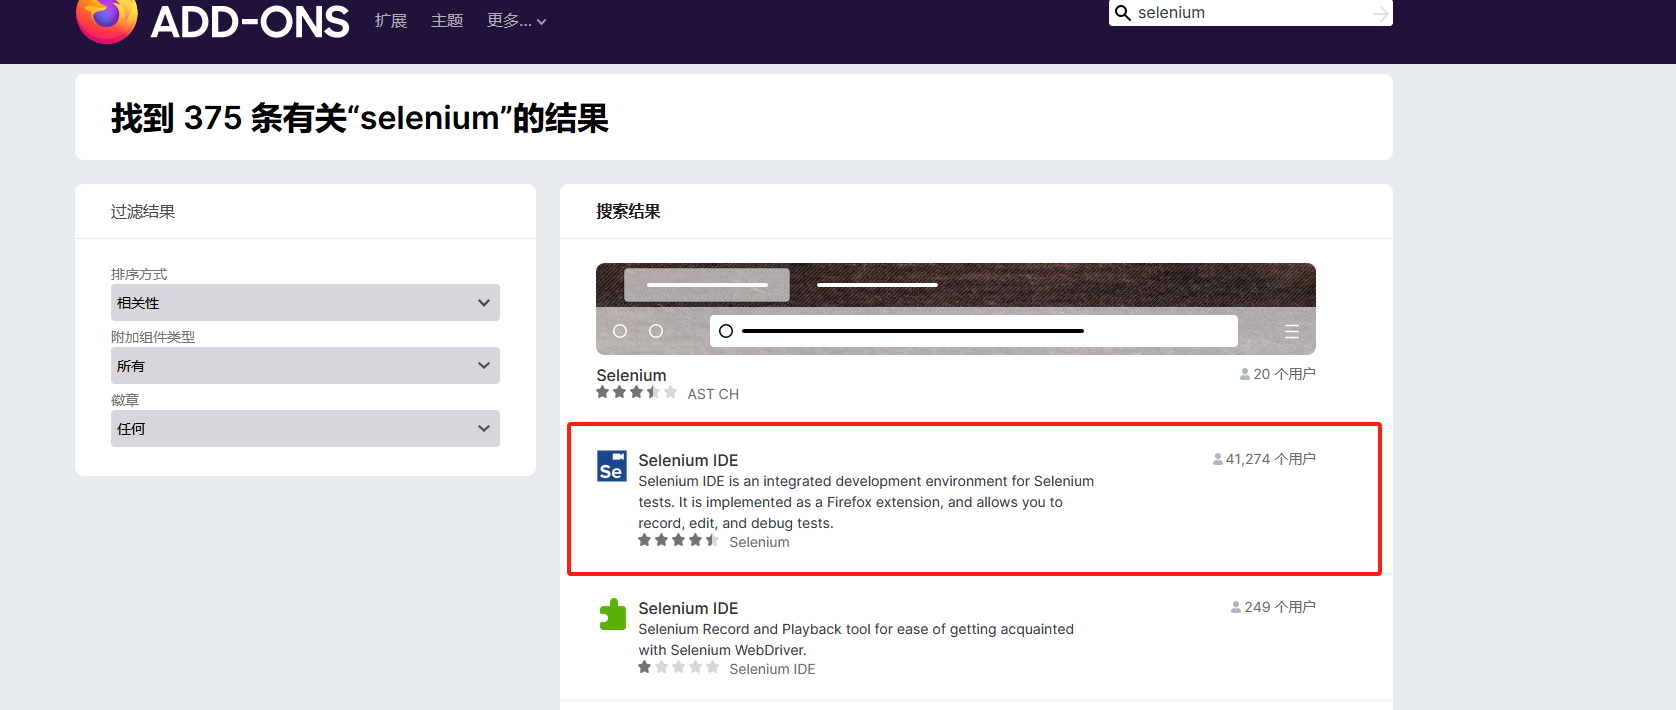 ADD-ONS 扩展 主题 更多... selenium
找到 375 条有关“selenium”的结果
过滤结果
排序方式
相关性
附加组件类型
所有
徽章
任何
搜索结果
Selenium 20 个用户
AST CH
Se Selenium IDE 41,274 个用户
Selenium IDE is an integrated development environment for Selenium
tests. It is implemented as a Firefox extension, and allows you to
record, edit, and debug tests.
Selenium
Selenium IDE 249 个用户
Selenium Record and Playback tool for ease of getting acquainted
with Selenium WebDriver.
Selenium IDE